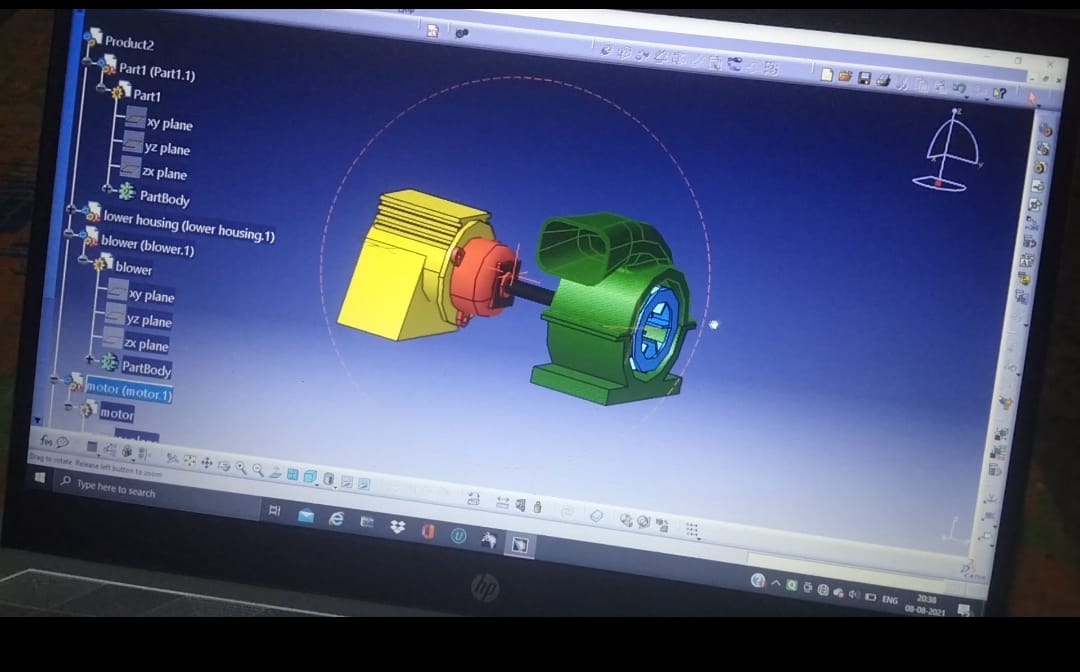 Product2
Part1 (Part1.1)
Part1
xy plane
yz plane
zx plane
PartBody
lower housing (lower housing.1)
blower (blower.1)
blower
xy plane
yz plane
zx plane
PartBody
motor (motor.1)
motor
Drag to rotate. Release left button to zoom
Type here to search
hp
ENG
20:38
08-08-2021